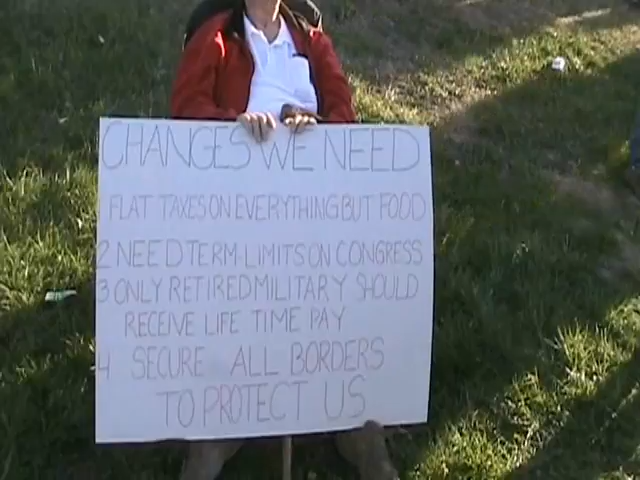 CHANGES WE NEED
1 FLAT TAXES ON EVERYTHING BUT FOOD
2 NEED TERM LIMITS ON CONGRESS
3 ONLY RETIRED MILITARY SHOULD
RECEIVE LIFE TIME PAY
4 SECURE ALL BORDERS
TO PROTECT US